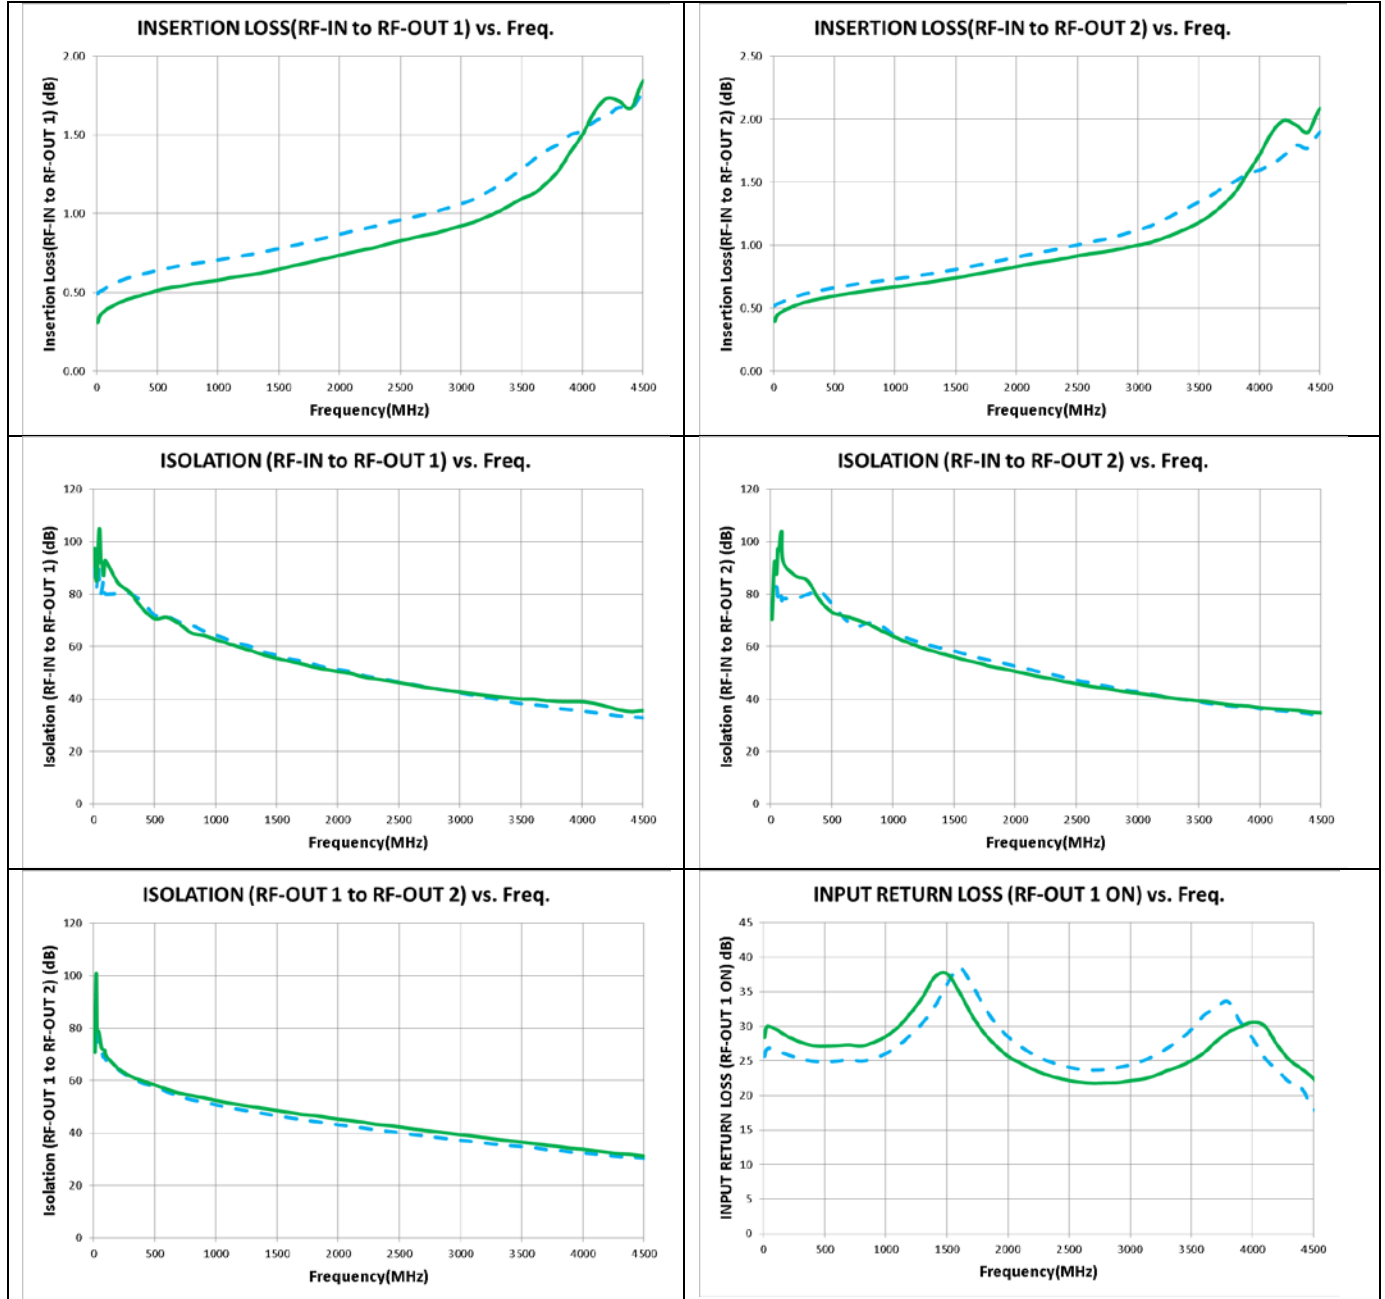 INSERTION LOSS(RF-IN to RF-OUT 1) vs. Freq.
Insertion Loss(RF-IN to RF-OUT 1) (dB)
2.00
1.50
1.00
0.50
0.00
0 500 1000 1500 2000 2500 3000 3500 4000 4500
Frequency(MHz)
INSERTION LOSS(RF-IN to RF-OUT 2) vs. Freq.
Insertion Loss(RF-IN to RF-OUT 2) (dB)
2.50
2.00
1.50
1.00
0.50
0.00
0 500 1000 1500 2000 2500 3000 3500 4000 4500
Frequency(MHz)
ISOLATION (RF-IN to RF-OUT 1) vs. Freq.
Isolation (RF-IN to RF-OUT 1) (dB)
120
100
80
60
40
20
0
0 500 1000 1500 2000 2500 3000 3500 4000 4500
Frequency(MHz)
ISOLATION (RF-IN to RF-OUT 2) vs. Freq.
Isolation (RF-IN to RF-OUT 2) (dB)
120
100
80
60
40
20
0
0 500 1000 1500 2000 2500 3000 3500 4000 4500
Frequency(MHz)
ISOLATION (RF-OUT 1 to RF-OUT 2) vs. Freq.
Isolation (RF-OUT 1 to RF-OUT 2) (dB)
120
100
80
60
40
20
0
0 500 1000 1500 2000 2500 3000 3500 4000 4500
Frequency(MHz)
INPUT RETURN LOSS (RF-OUT 1 ON) vs. Freq.
INPUT RETURN LOSS (RF-OUT 1 ON) dB)
45
40
35
30
25
20
15
10
5
0
0 500 1000 1500 2000 2500 3000 3500 4000 4500
Frequency(MHz)